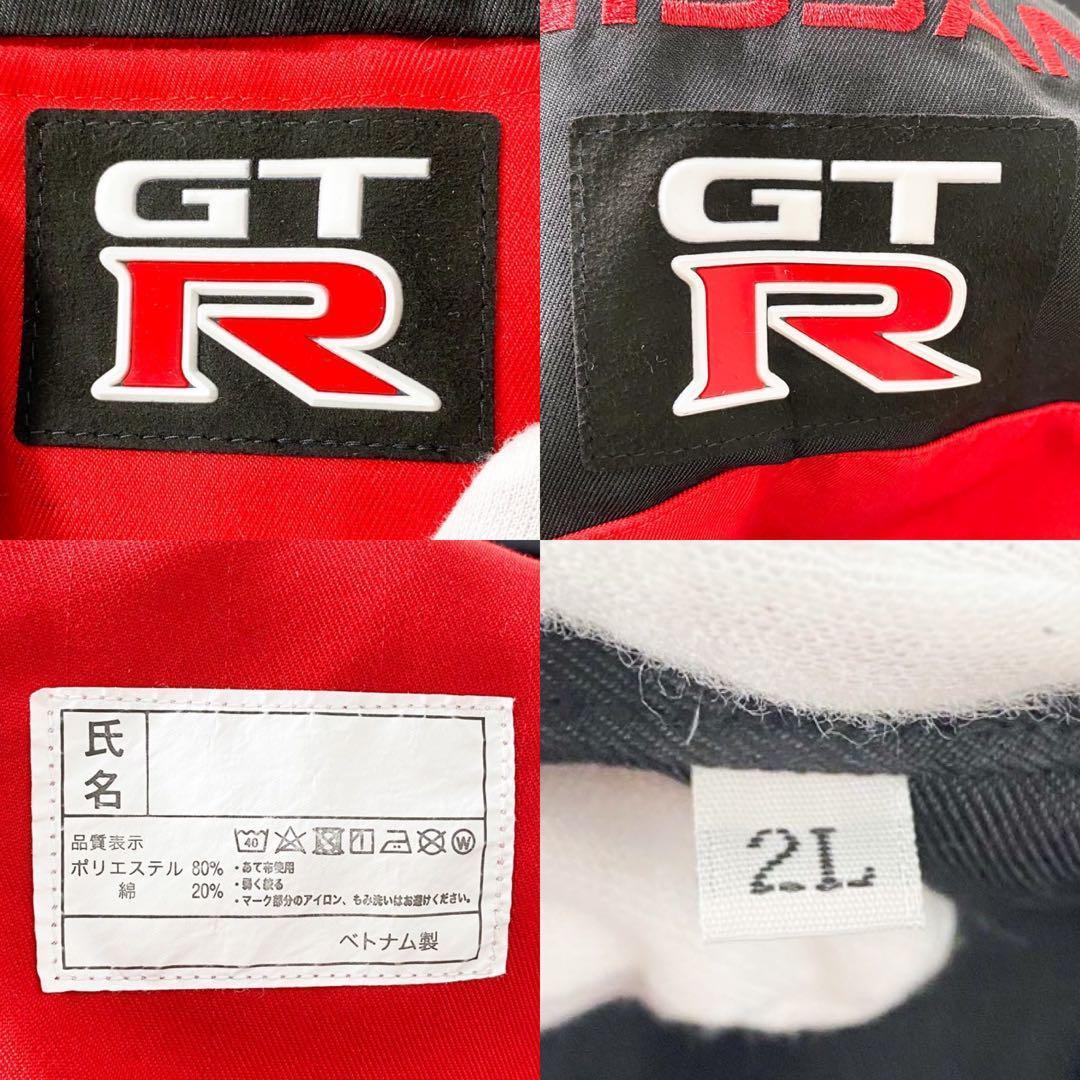 GT
R
NISSAN
GT
R
氏名
品質表示
40 W
ポリエステル 80%
綿 20%
・あて布使用
・弱く絞る
・マーク部分のアイロン、もみ洗いはお避けください。
ベトナム製
2L